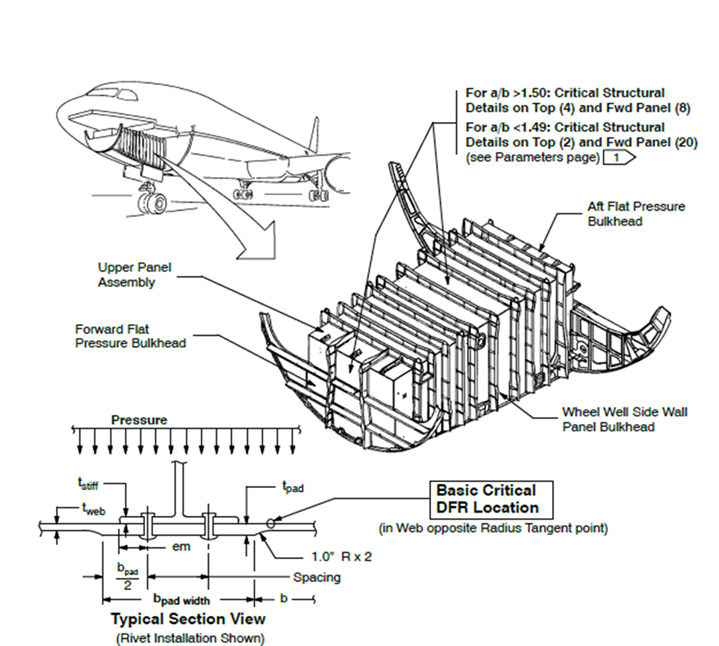 For a/b >1.50: Critical Structural
Details on Top (4) and Fwd Panel (8)
For a/b <1.49: Critical Structural
Details on Top (2) and Fwd Panel (20)
(see Parameters page) 1
Aft Flat Pressure
Bulkhead
Upper Panel
Assembly
Forward Flat
Pressure Bulkhead
Wheel Well Side Wall
Panel Bulkhead
Pressure
tstiff
tpad
tweb
Basic Critical
DFR Location
(in Web opposite Radius Tangent point)
em
1.0" R x 2
bpad
2
Spacing
bpad width
b
Typical Section View
(Rivet Installation Shown)